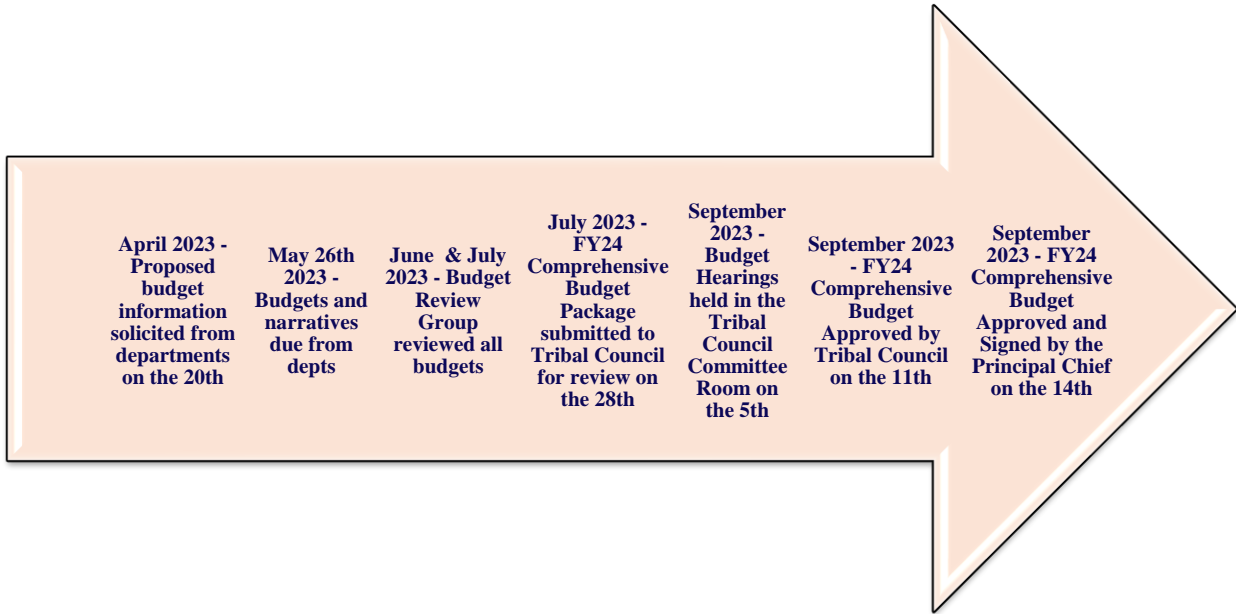 April 2023 -
Proposed
budget
information
solicited from
departments
on the 20th
May 26th
2023 -
Budgets and
narratives
due from
depts
June & July
2023 - Budget
Review
Group
reviewed all
budgets
July 2023 -
FY24
Comprehensive
Budget
Package
submitted to
Tribal Council
for review on
the 28th
September
2023 -
Budget
Hearings
held in the
Tribal
Council
Committee
Room on
the 5th
September 2023
- FY24
Comprehensive
Budget
Approved by
Tribal Council
on the 11th
September
2023 - FY24
Comprehensive
Budget
Approved and
Signed by the
Principal Chief
on the 14th